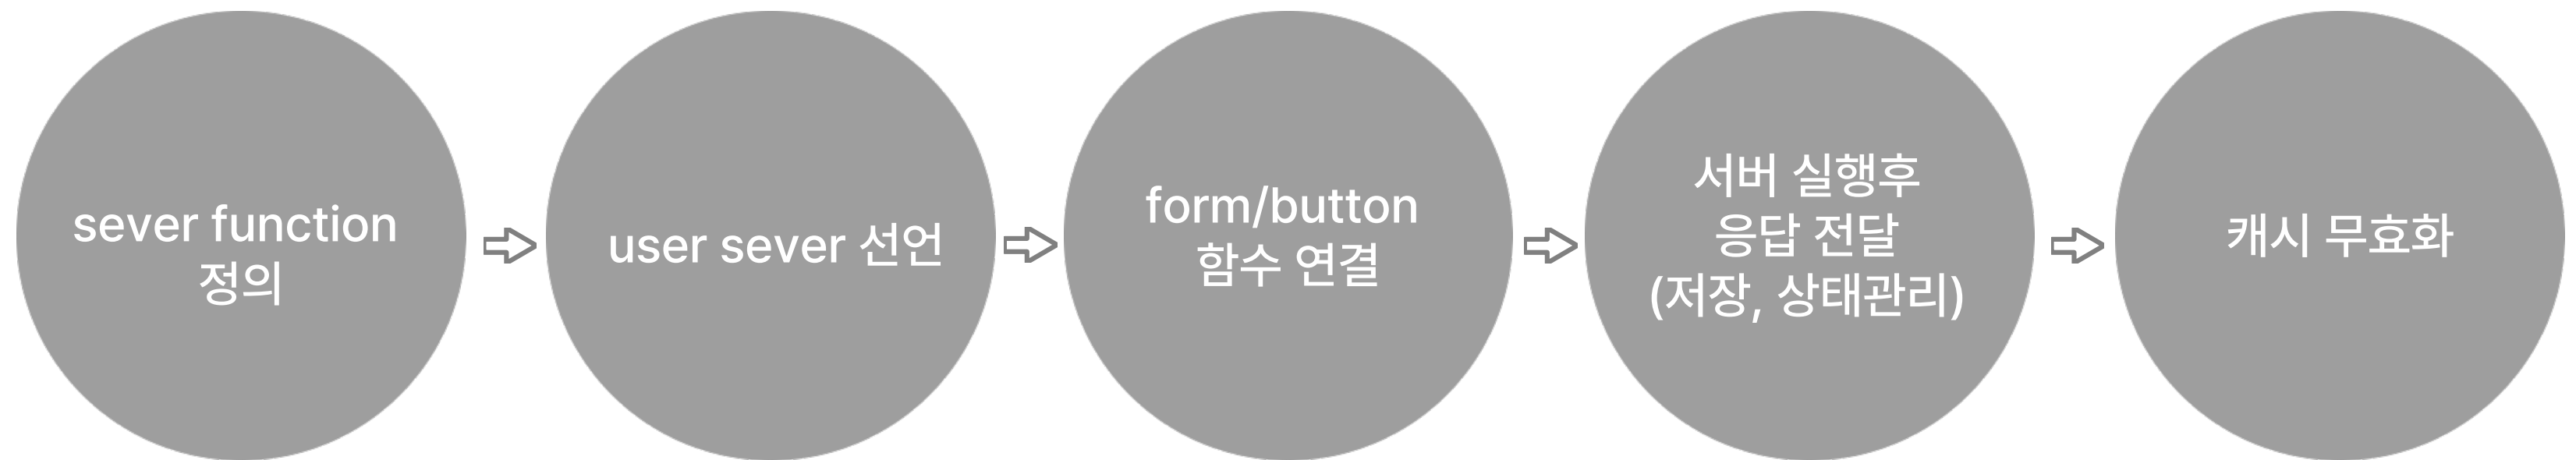 sever function
정의
user sever 선언
form/button
함수 연결
서버 실행후
응답 전달
(저장, 상태관리)
캐시 무효화